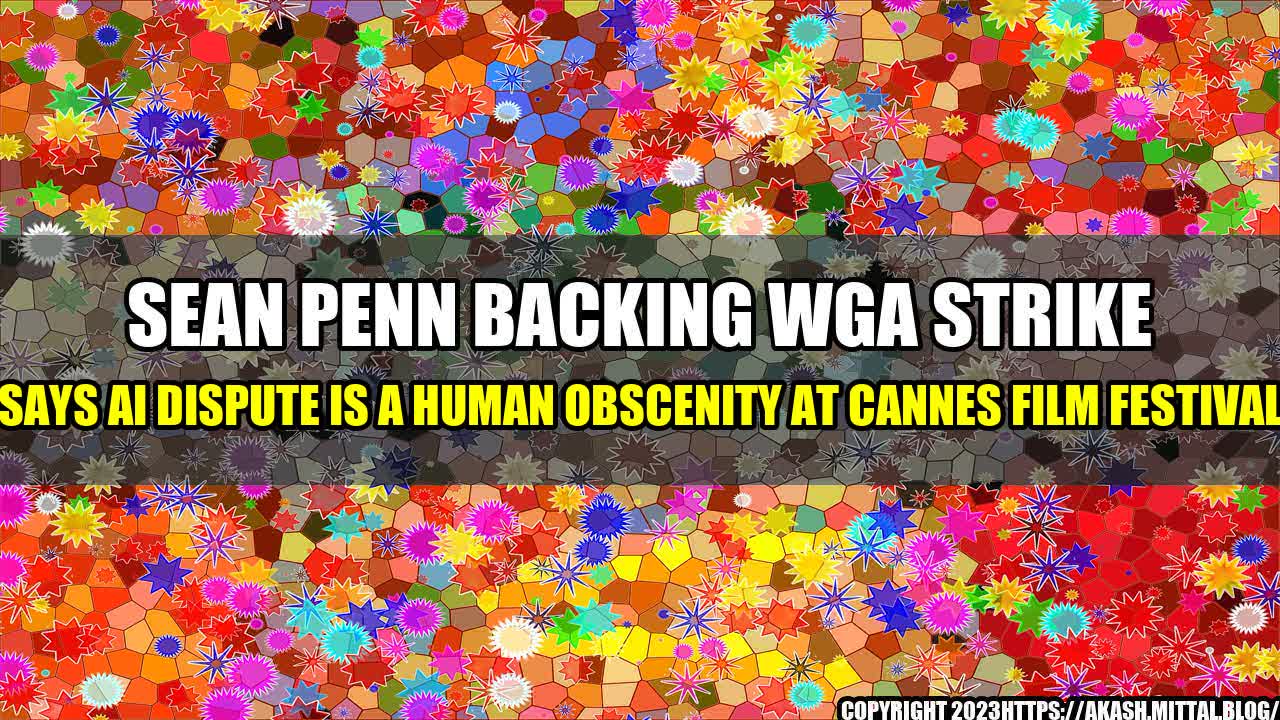 SEAN PENN BACKING WGA STRIKE
SAYS AI DISPUTE IS A HUMAN OBSCENITY AT CANNES FILM FESTIVAL
COPYRIGHT 2023HTTPS://AKASH.MITTAL.BLOG/